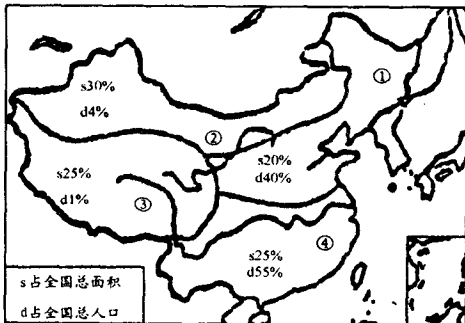 ①
s30%
d4%
②
s20%
d40%
s25%
d1%
③
④
s25%
d55%
s占全国总面积
d占全国总人口